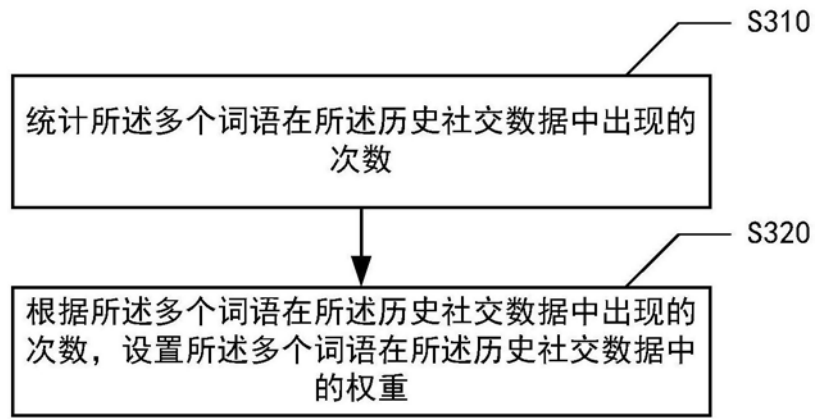 S310
统计所述多个词语在所述历史社交数据中出现的
次数
S320
根据所述多个词语在所述历史社交数据中出现的
次数，设置所述多个词语在所述历史社交数据中
的权重